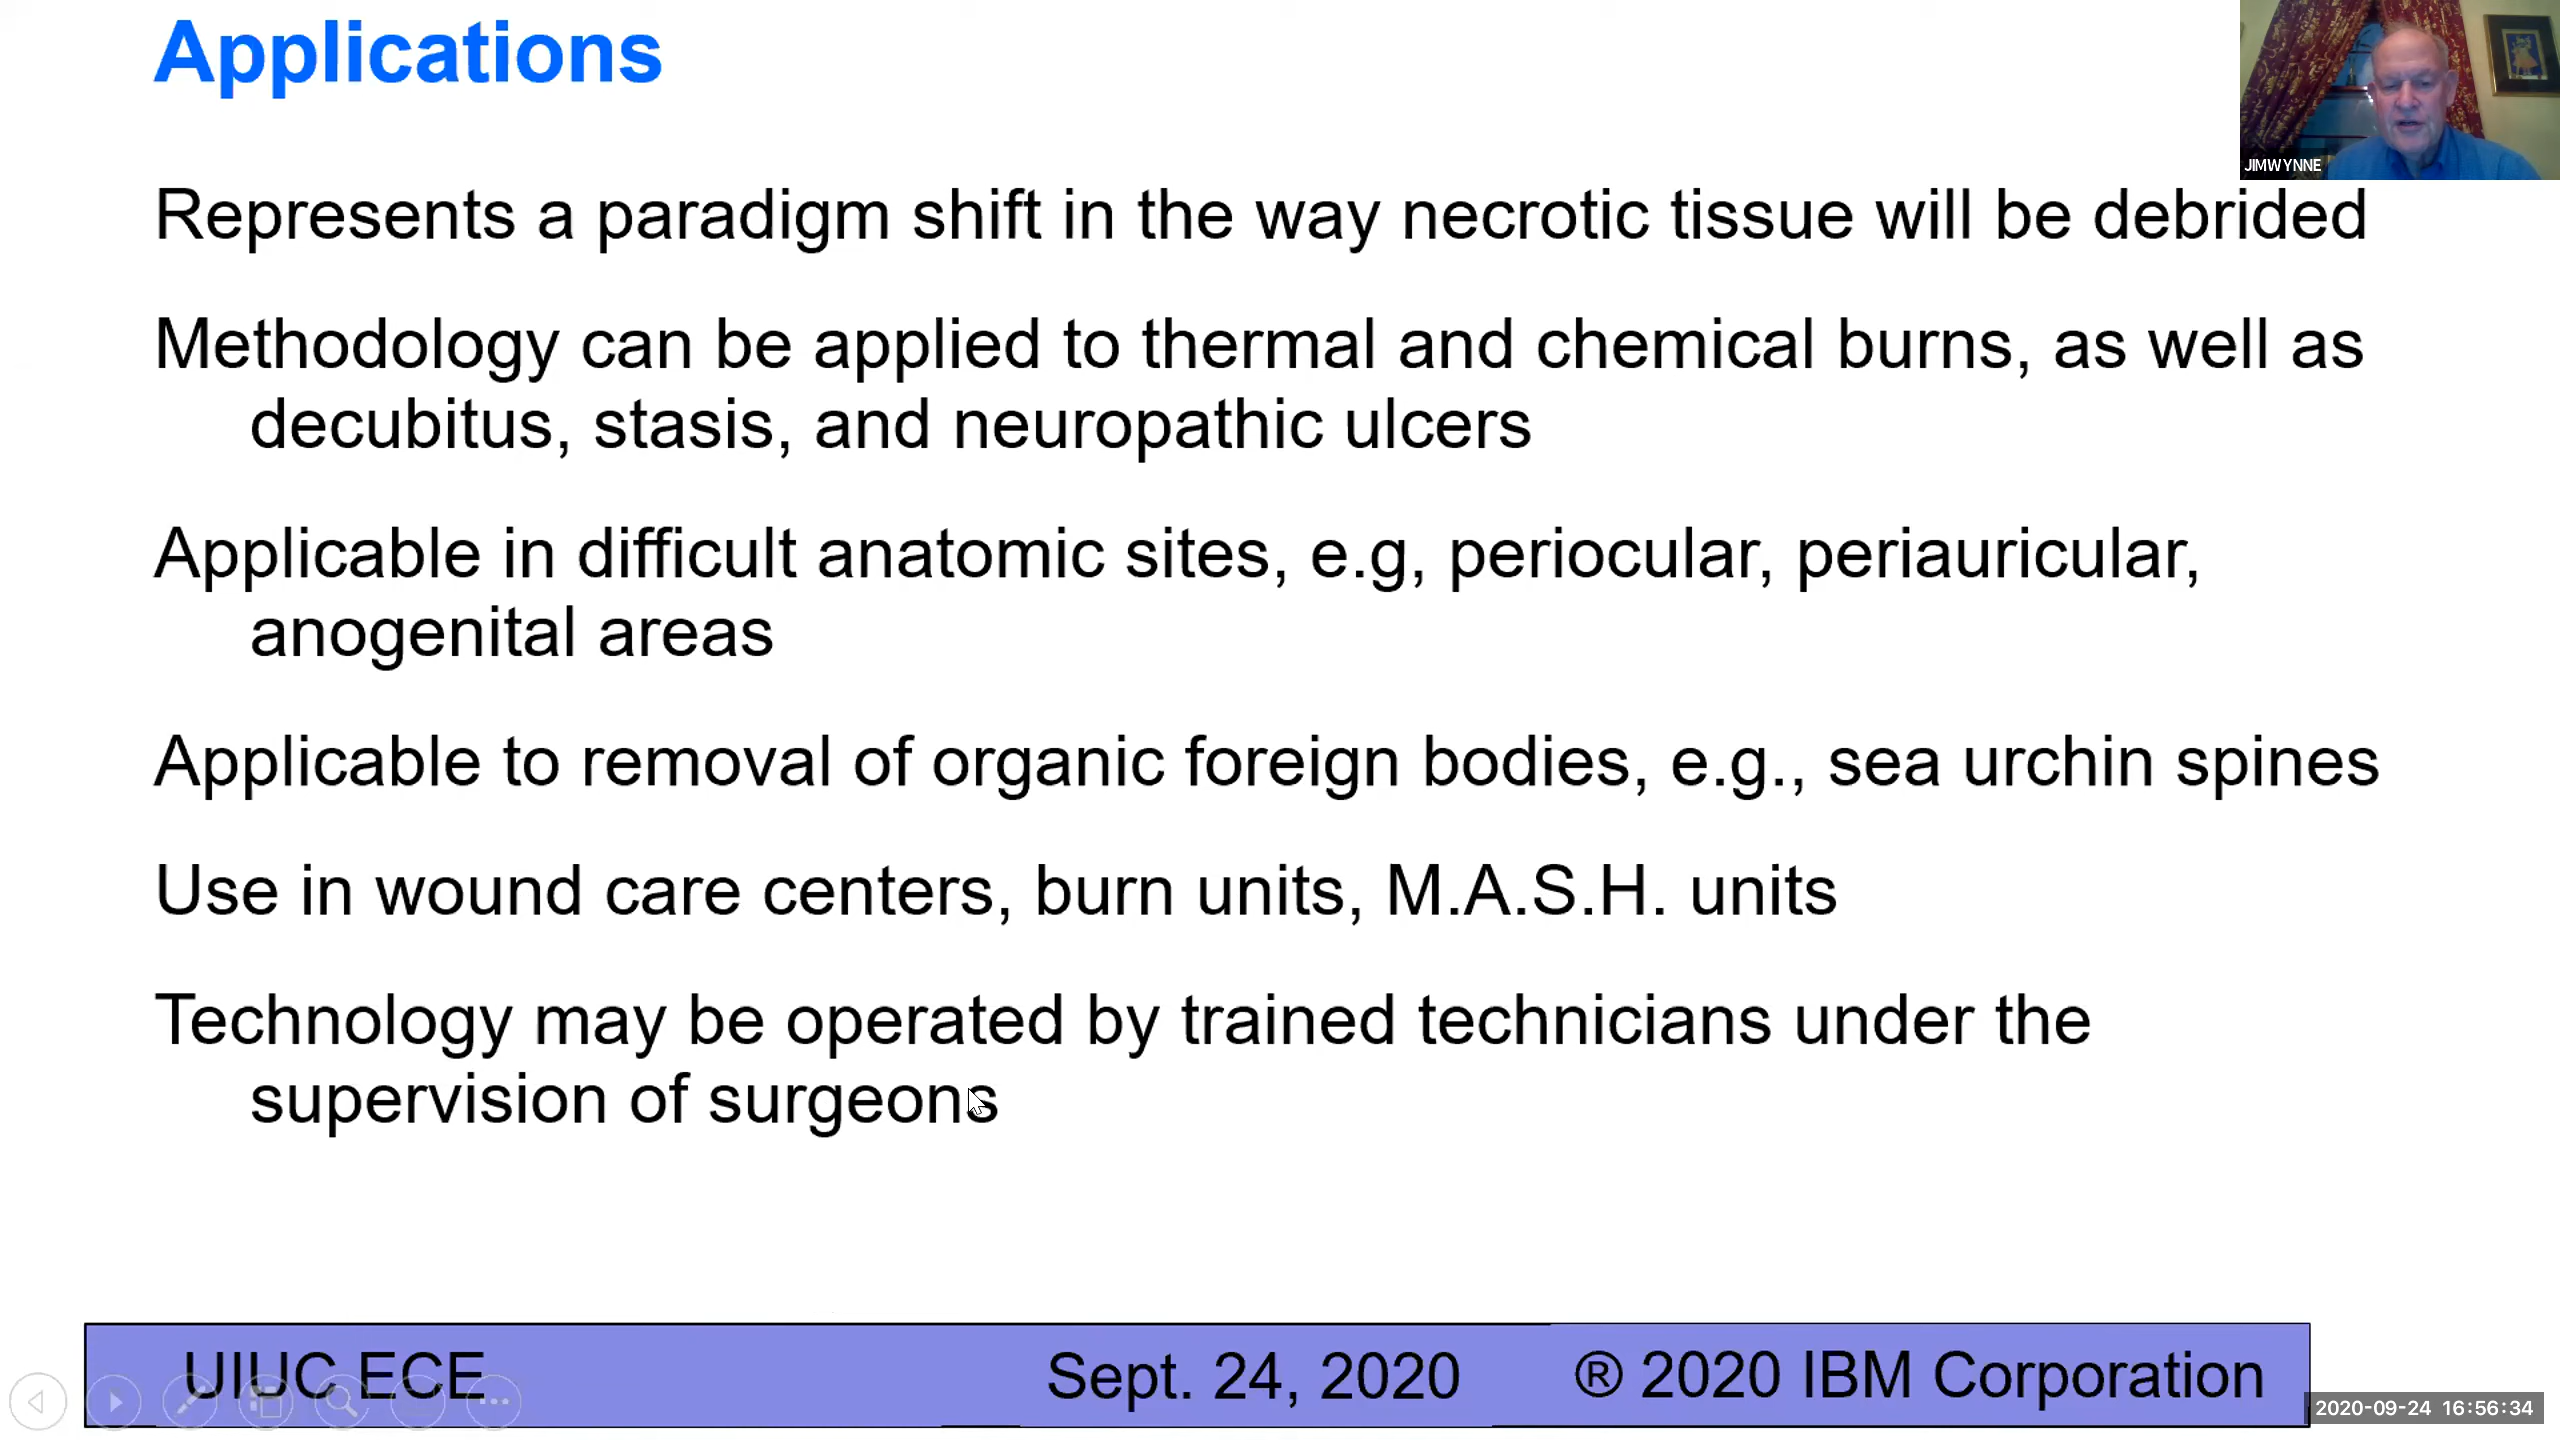 Applications
JIMWYNNE
Represents a paradigm shift in the way necrotic tissue will be debrided
Methodology can be applied to thermal and chemical burns, as well as
decubitus, stasis, and neuropathic ulcers
Applicable in difficult anatomic sites, e.g, periocular, periauricular,
anogenital areas
Applicable to removal of organic foreign bodies, e.g., sea urchin spines
Use in wound care centers, burn units, M.A.S.H. units
Technology may be operated by trained technicians under the
supervision of surgeons
UIUC ECE Sept. 24, 2020 ® 2020 IBM Corporation
2020-09-24 16:56:34